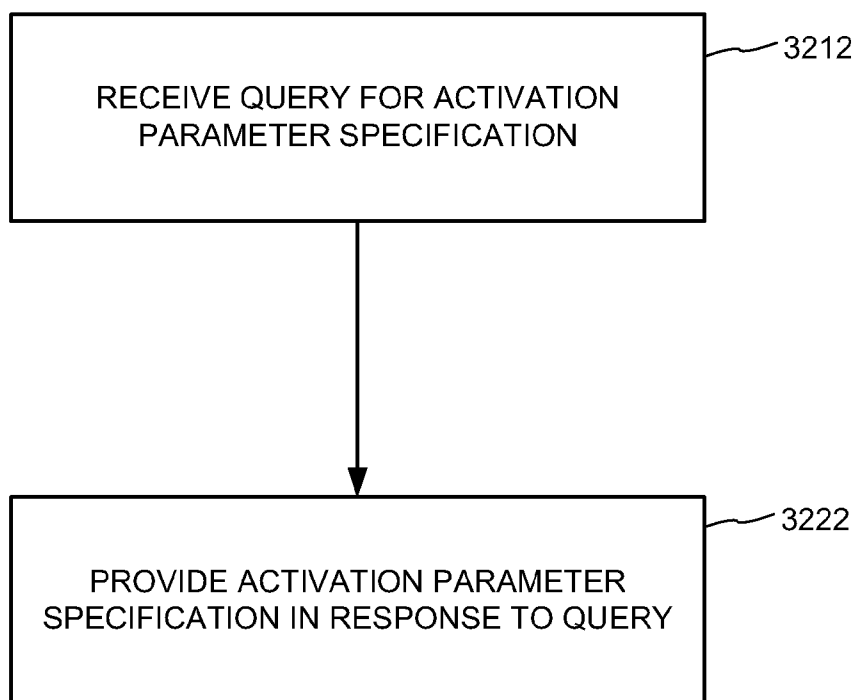 3212
RECEIVE QUERY FOR ACTIVATION
PARAMETER SPECIFICATION
3222
PROVIDE ACTIVATION PARAMETER
SPECIFICATION IN RESPONSE TO QUERY